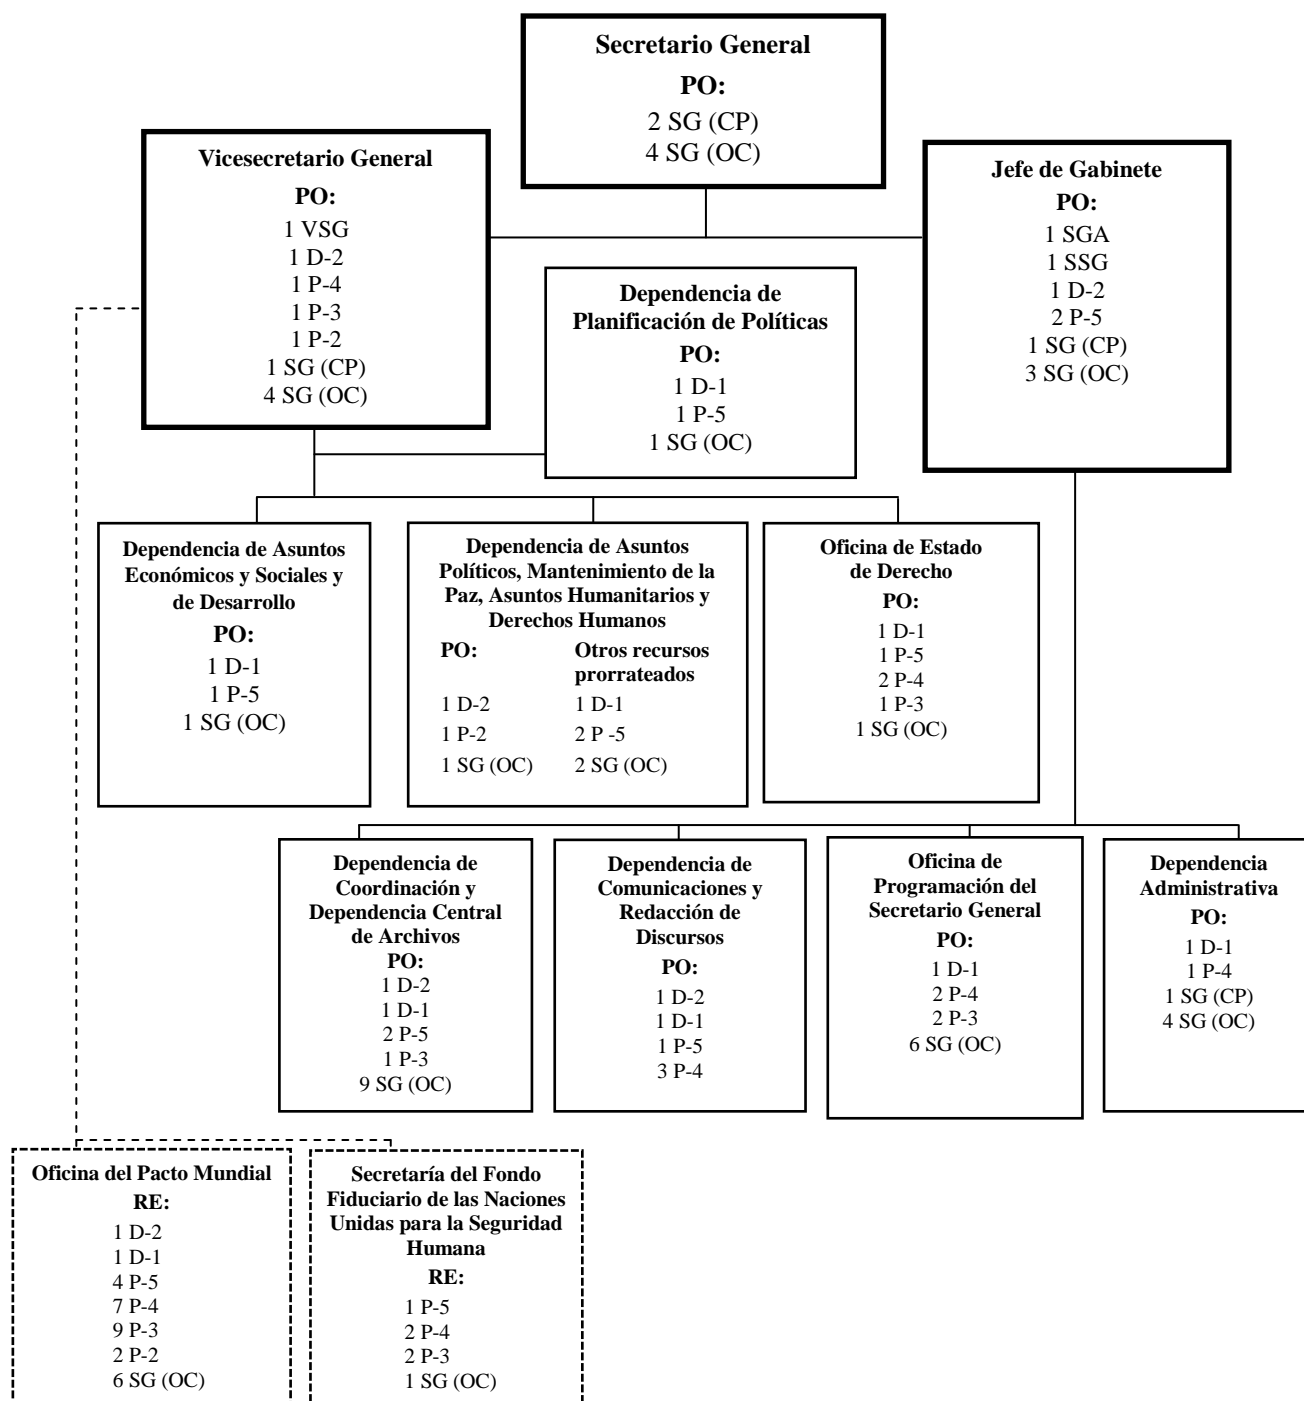 Secretario General
PO:
2 SG (CP)
4 SG (OC)
Vicesecretario General
PO:
1 VSG
1 D-2
1 P-4
1 P-3
1 P-2
1 SG (CP)
4 SG (OC)
Jefe de Gabinete
PO:
1 SGA
1 SSG
1 D-2
2 P-5
1 SG (CP)
3 SG (OC)
Dependencia de
Planificación de Políticas
PO:
1 D-1
1 P-5
1 SG (OC)
Dependencia de Asuntos
Económicos y Sociales y
de Desarrollo
PO:
1 D-1
1 P-5
1 SG (OC)
Dependencia de Asuntos
Políticos, Mantenimiento de la
Paz, Asuntos Humanitarios y
Derechos Humanos
PO:
1 D-2
1 P-2
1 SG (OC)
Otros recursos
prorrateados
1 D-1
2 P -5
2 SG (OC)
Oficina de Estado
de Derecho
PO:
1 D-1
1 P-5
2 P-4
1 P-3
1 SG (OC)
Dependencia de
Coordinación y
Dependencia Central
de Archivos
PO:
1 D-2
1 D-1
2 P-5
1 P-3
9 SG (OC)
Dependencia de
Comunicaciones y
Redacción de
Discursos
PO:
1 D-2
1 D-1
1 P-5
3 P-4
Oficina de
Programación del
Secretario General
PO:
1 D-1
2 P-4
2 P-3
6 SG (OC)
Dependencia
Administrativa
PO:
1 D-1
1 P-4
1 SG (CP)
4 SG (OC)
Oficina del Pacto Mundial
RE:
1 D-2
1 D-1
4 P-5
7 P-4
9 P-3
2 P-2
6 SG (OC)
Secretaría del Fondo
Fiduciario de las Naciones
Unidas para la Seguridad
Humana
RE:
1 P-5
2 P-4
2 P-3
1 SG (OC)